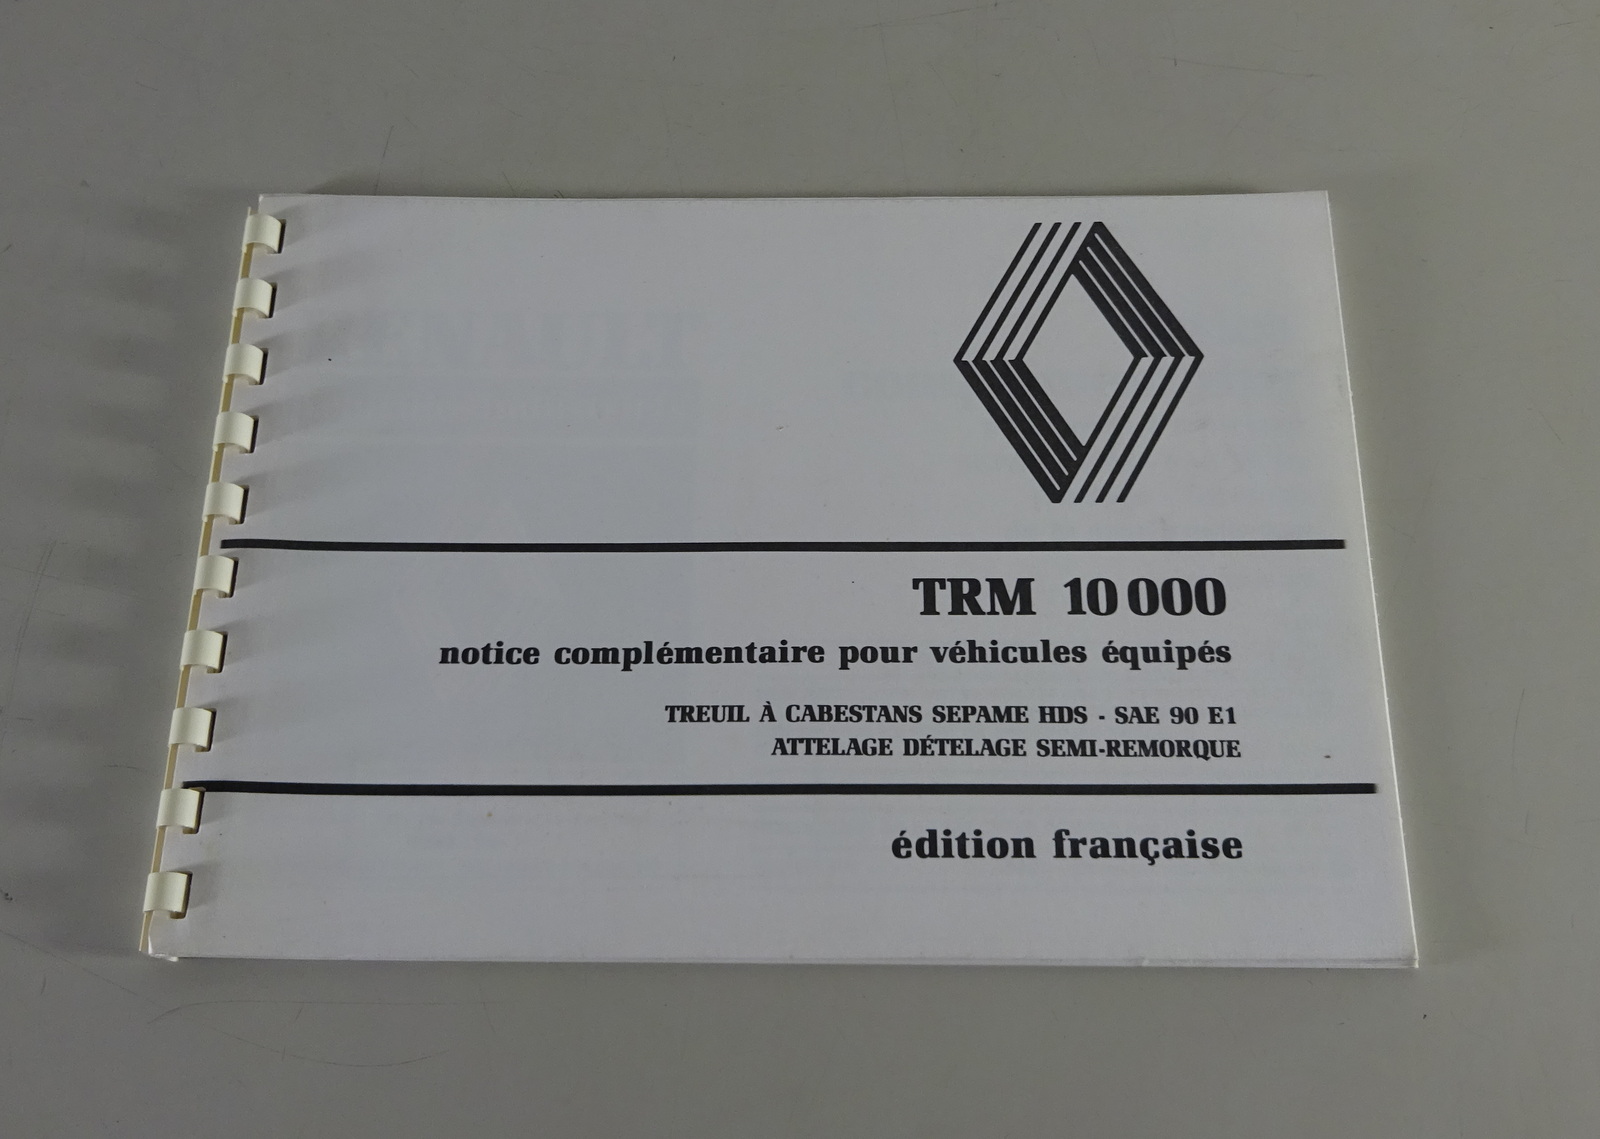 TRM 10 000
notice complémentaire pour véhicules équipés
TREUIL À CABESTANS SEPAME HDS - SAE 90 E1
ATTELAGE DÉTELAGE SEMI-REMORQUE
édition française